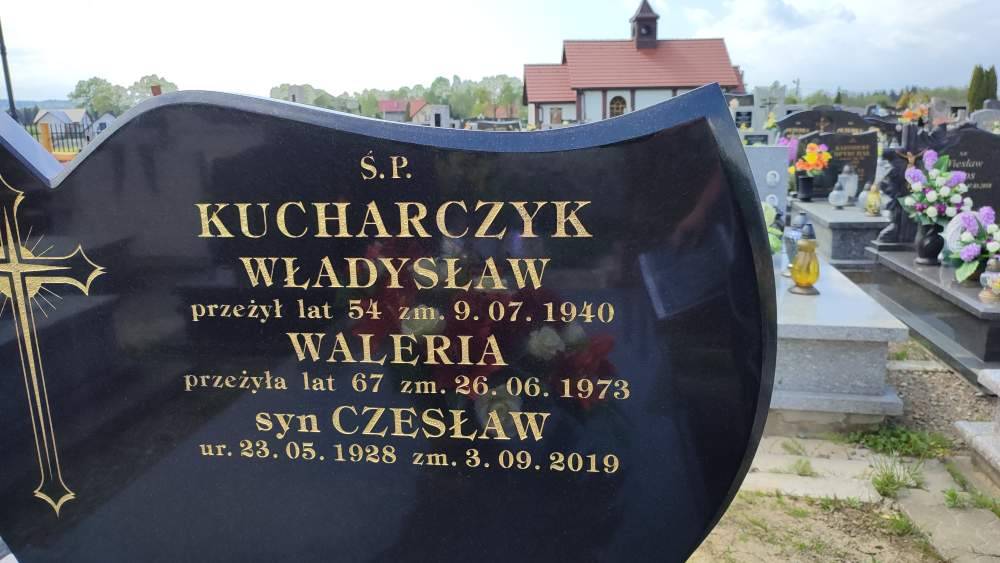 Ś.P.
KUCHARCZYK
WŁADYSŁAW
przeżył lat 54 zm. 9. 07. 1940
WALERIA
przeżyła lat 67 zm. 26. 06. 1973
syn CZESŁAW
ur. 23. 05. 1928 zm. 3. 09. 2019
Wiesław